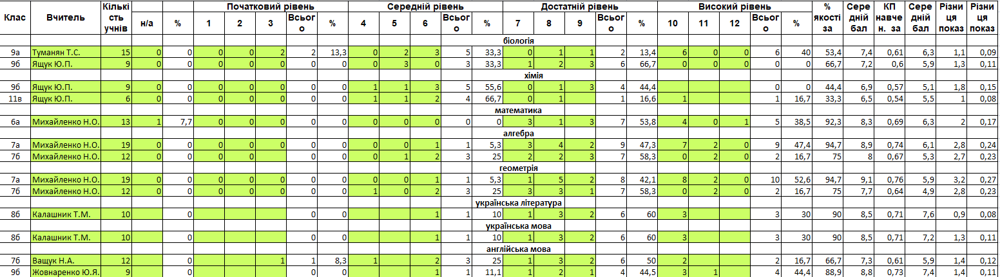 Клас Вчитель Кількість учнів Початковий рівень Середній рівень Достатній рівень Високий рівень % якості за Середній бал КП навчен. за Середній бал Різниця показ Різниця показ
н/а % 1 2 3 Всього % 4 5 6 Всього % 7 8 9 Всього % 10 11 12 Всього %
біологія
9а Туманян Т.С. 15 0 0 0 0 2 2 13,3 0 2 3 5 33,3 0 1 1 2 13,4 6 0 0 6 40 53,4 7,4 0,61 6,3 1,1 0,09
9б Ящук Ю.П. 9 0 0 0 0 0 0 0 0 3 0 3 33,3 1 2 3 6 66,7 0 0 0 0 0 66,7 7,2 0,6 5,9 1,3 0,11
хімія
9б Ящук Ю.П. 9 0 0 0 0 0 0 0 1 1 3 5 55,6 0 1 3 4 44,4 0 0 44,4 6,9 0,57 5,1 1,8 0,15
11в Ящук Ю.П. 6 0 0 0 0 0 0 0 1 1 2 4 66,7 0 1 1 16,6 1 1 16,7 33,3 6,5 0,54 5,5 1 0,08
математика
6а Михайленко Н.О. 13 1 7,7 0 0 0 0 0 0 0 0 0 0 3 1 3 7 53,8 4 0 1 5 38,5 92,3 8,3 0,69 6,3 2 0,17
алгебра
7а Михайленко Н.О. 19 0 0 0 0 0 0 0 0 0 1 1 5,3 3 4 2 9 47,3 7 2 0 9 47,4 94,7 8,9 0,74 6,1 2,8 0,24
7б Михайленко Н.О. 12 0 0 0 0 0 0 0 1 2 3 25 2 2 3 7 58,3 0 2 0 2 16,7 75 8 0,67 5,3 2,7 0,23
геометрія
7а Михайленко Н.О. 19 0 0 0 0 0 0 0 0 0 1 1 5,3 1 5 2 8 42,1 8 2 0 10 52,6 94,7 9,1 0,76 5,9 3,2 0,27
7б Михайленко Н.О. 12 0 0 0 0 0 0 0 1 0 2 3 25 3 3 1 7 58,3 0 2 0 2 16,7 75 7,7 0,64 4,9 2,8 0,23
українська література
8б Калашник Т.М. 10 0 0 0 1 1 10 1 3 2 6 60 3 3 30 90 8,5 0,71 7,6 0,9 0,08
українська мова
8б Калашник Т.М. 10 0 0 0 1 1 10 1 3 2 6 60 3 3 30 90 8,5 0,71 7,2 1,3 0,11
англійська мова
7б Ващук Н.А. 12 0 1 1 8,3 1 2 3 25 1 3 2 6 50 2 2 16,7 66,7 7,3 0,61 5,9 1,4 0,12
9б Жовнаренко Ю.Я. 9 0 0 0 1 1 11,1 1 2 1 4 44,5 3 1 4 44,4 88,9 8,8 0,73 7,4 1,4 0,11